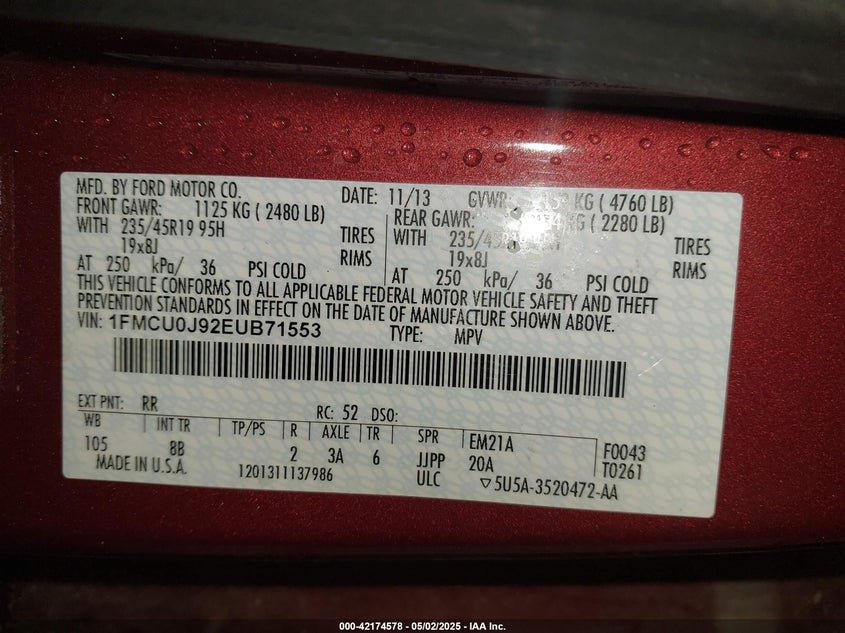 MFD. BY FORD MOTOR CO. DATE: 11/13 GVWR: KG ( 4760 LB)
FRONT GAWR: 1125 KG ( 2480 LB) REAR GAWR: KG ( 2280 LB)
WITH 235/45R19 95H TIRES WITH TIRES
19x8J RIMS 19x8J RIMS
AT 250 kPa/ 36 PSI COLD AT 250 kPa/ 36 PSI COLD
THIS VEHICLE CONFORMS TO ALL APPLICABLE FEDERAL MOTOR VEHICLE SAFETY AND THEFT
PREVENTION STANDARDS IN EFFECT ON THE DATE OF MANUFACTURE SHOWN ABOVE.
VIN: 1FMCU0J92EUB71553 TYPE: MPV
EXT PNT: RR RC: 52 DSO:
WB INT TR TP/PS R AXLE TR SPR EM21A F0043
105 8B 2 3A 6 JJPP 20A T0261
MADE IN U.S.A. 1201311137986 ULC ▽5U5A-3520472-AA
000-42174578 - 05/02/2025 - IAA Inc.